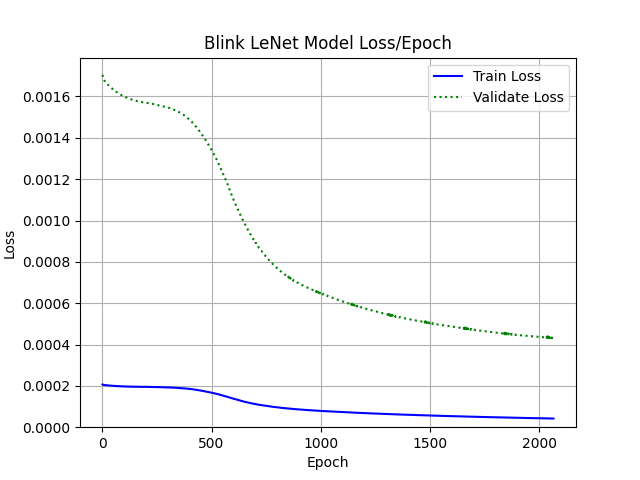 Blink LeNet Model Loss/Epoch
Train Loss
Validate Loss
0.0016
0.0014
0.0012
0.0010
0.0008
0.0006
0.0004
0.0002
0.0000
Loss
0 500 1000 1500 2000
Epoch